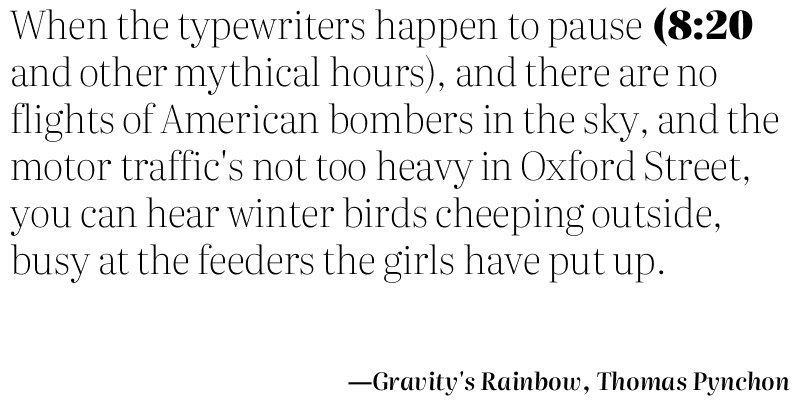 When the typewriters happen to pause (8:20
and other mythical hours), and there are no
flights of American bombers in the sky, and the
motor traffic's not too heavy in Oxford Street,
you can hear winter birds cheeping outside,
busy at the feeders the girls have put up.
—Gravity's Rainbow, Thomas Pynchon